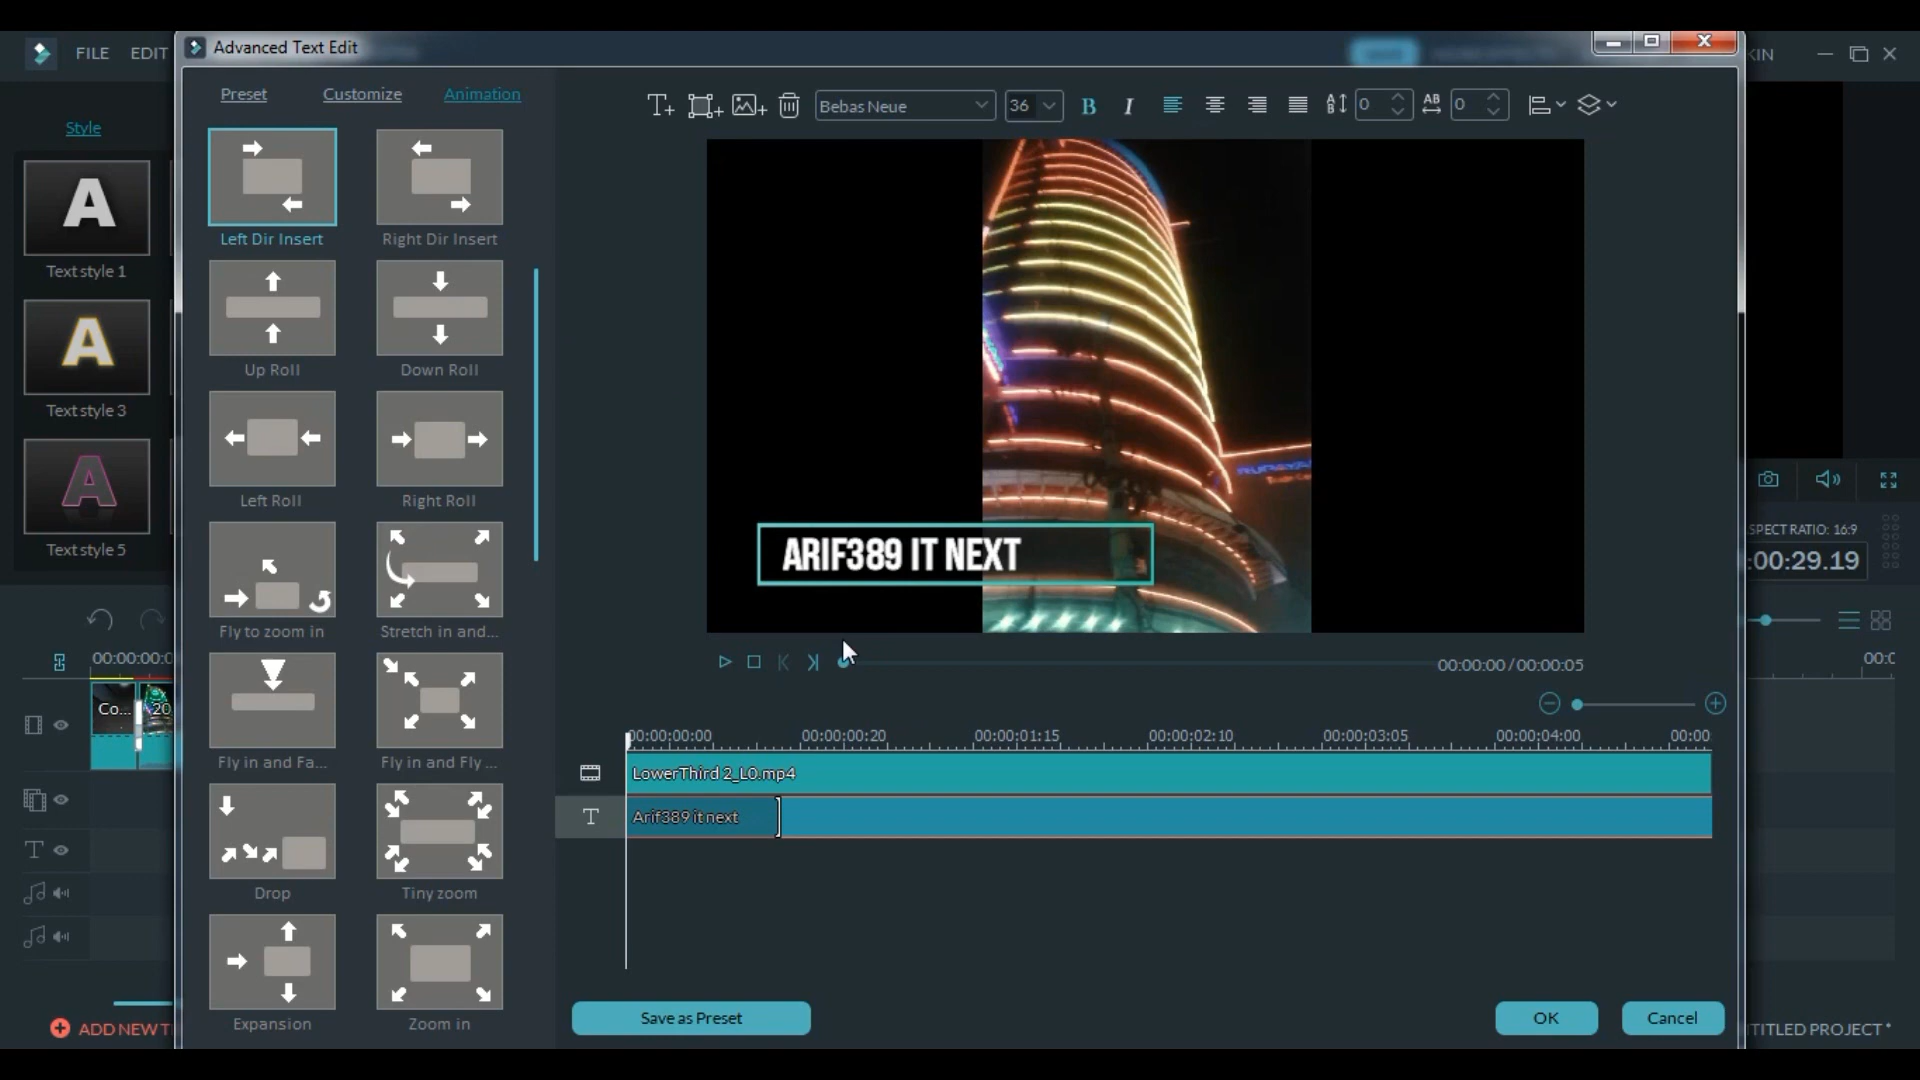 Advanced Text Edit
FILE EDIT
KIN
Preset Customize Animation
Bebas Neue 36 B I 0 AB 0
Style
A
Text style 1
A
Text style 3
A
Text style 5
Left Dir Insert Right Dir Insert
Up Roll Down Roll
Left Roll Right Roll
Fly to zoom in Stretch in and...
Fly in and Fa... Fly in and Fly ...
Drop Tiny zoom
Expansion Zoom in
ARIF389 IT NEXT
SPECT RATIO: 16:9
:00:29.19
00:00:00 / 00:00:05
00:00:00:0
00:0
Co... 20
00:00:00:00 00:00:00:20 00:00:01:15 00:00:02:10 00:00:03:05 00:00:04:00 00:00
LowerThird 2_L0.mp4
T Arif389 it next
T
Save as Preset OK Cancel
ADD NEW T
TITLED PROJECT *